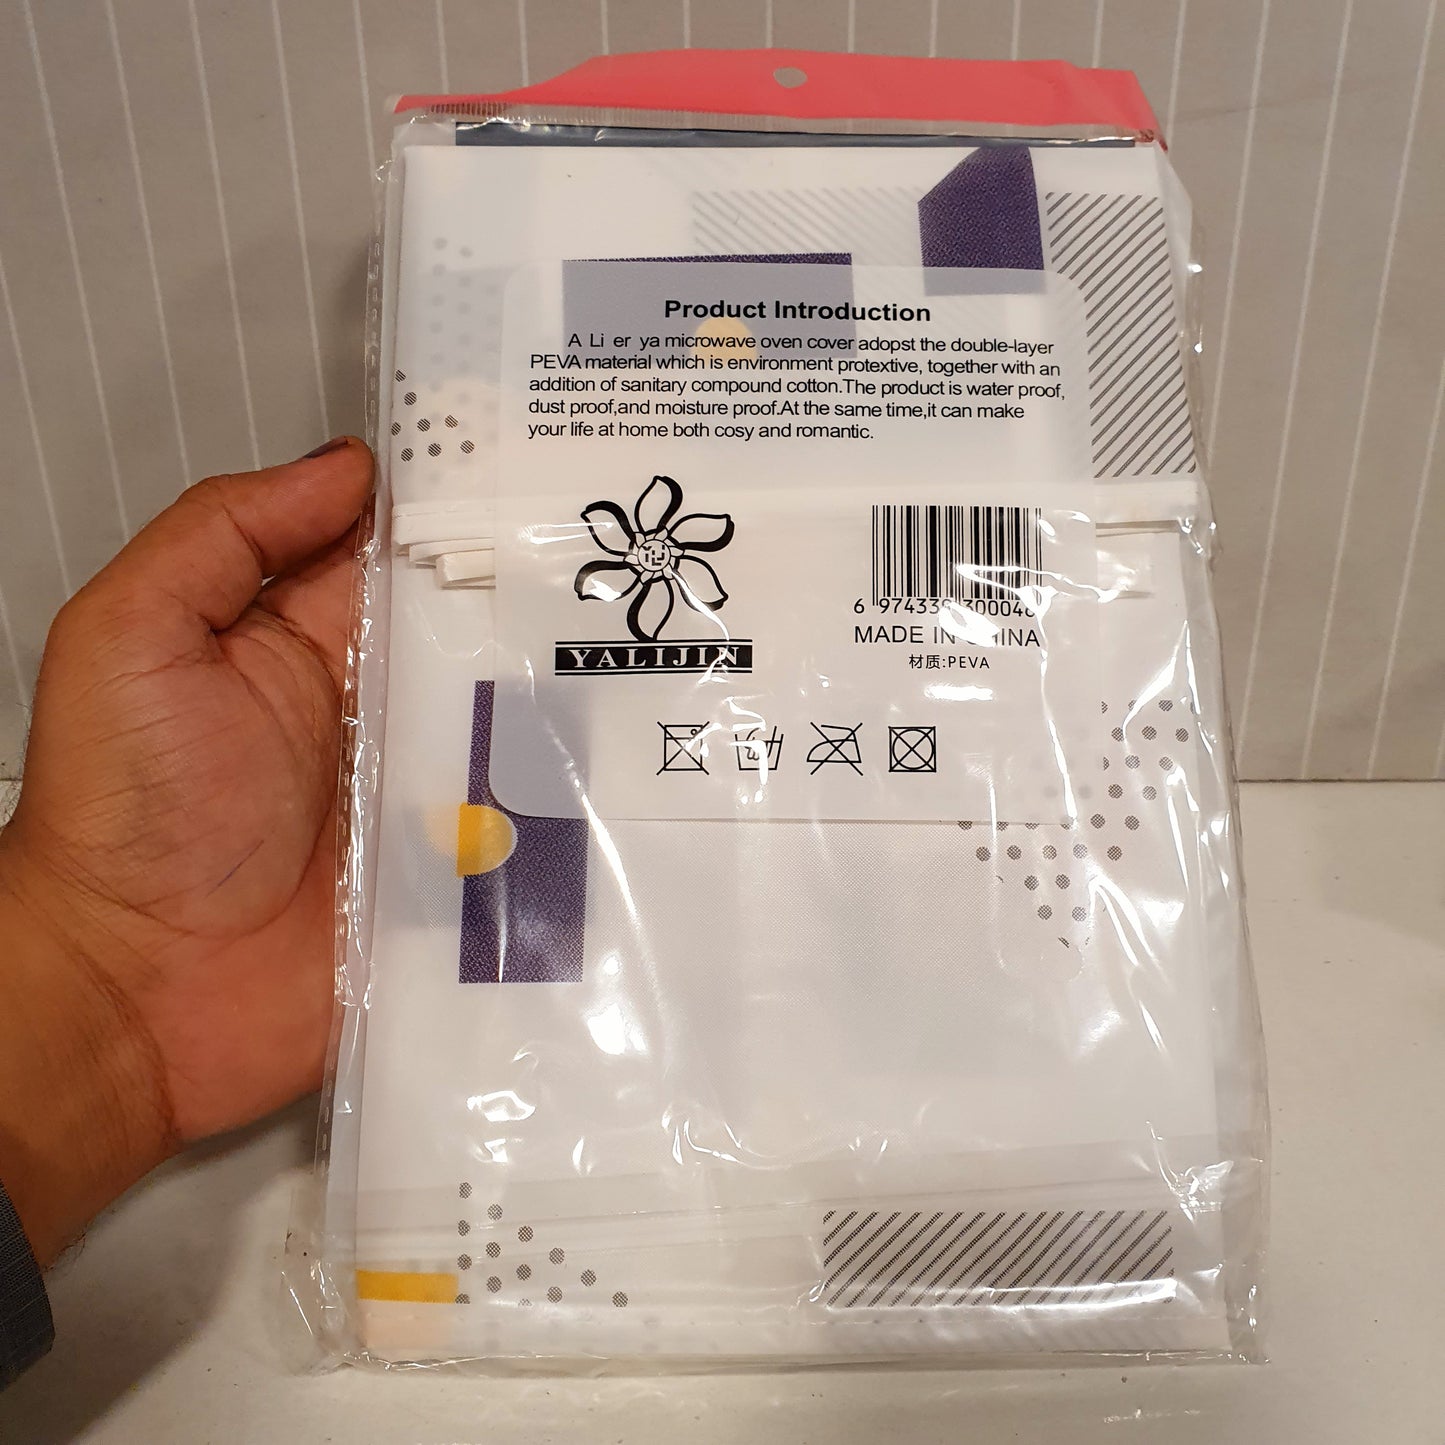 Product Introduction
A Li er ya microwave oven cover adopst the double-layer
PEVA material which is environment protextive, together with an
addition of sanitary compound cotton.The product is water proof,
dust proof,and moisture proof.At the same time,it can make
your life at home both cosy and romantic.
YALIJIN
MADE IN CHINA
材质:PEVA